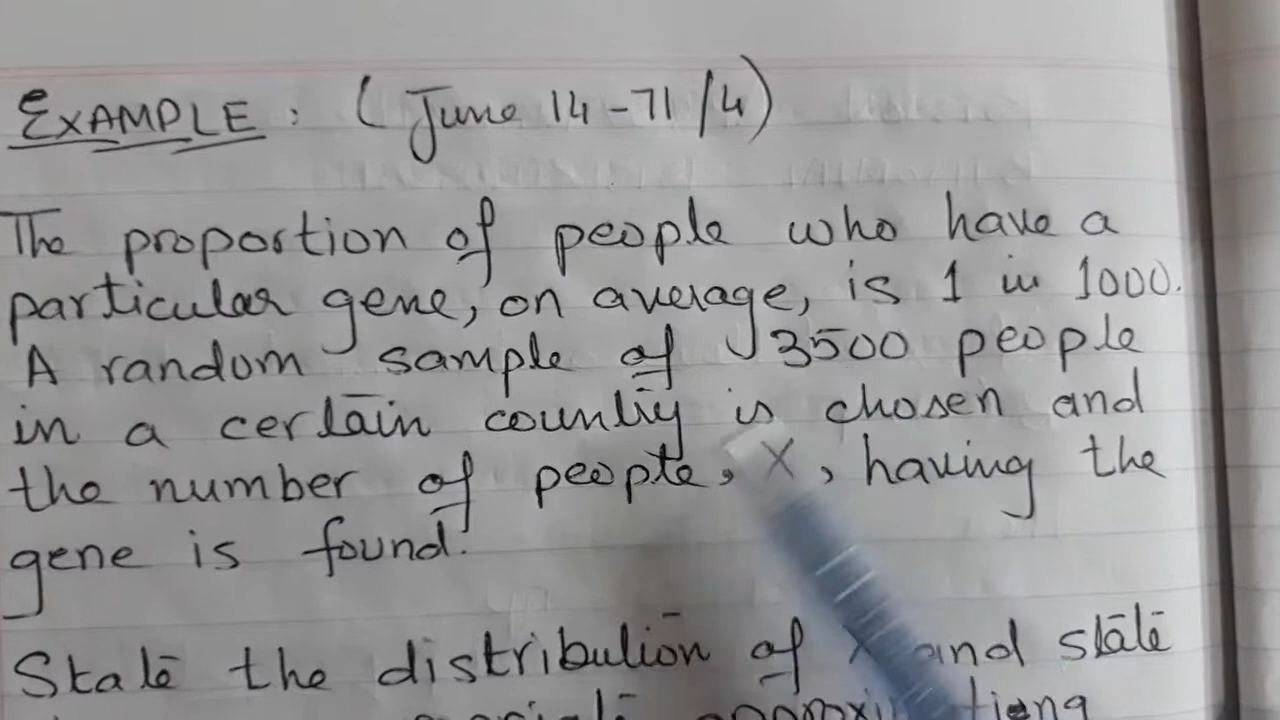 EXAMPLE : (June 14-71/4)
The proportion of people who have a
particular gene, on average, is 1 in 1000.
A random sample of 3500 people
in a certain country is chosen and
the number of people, X, having the
gene is found.
State the distribution of X and state